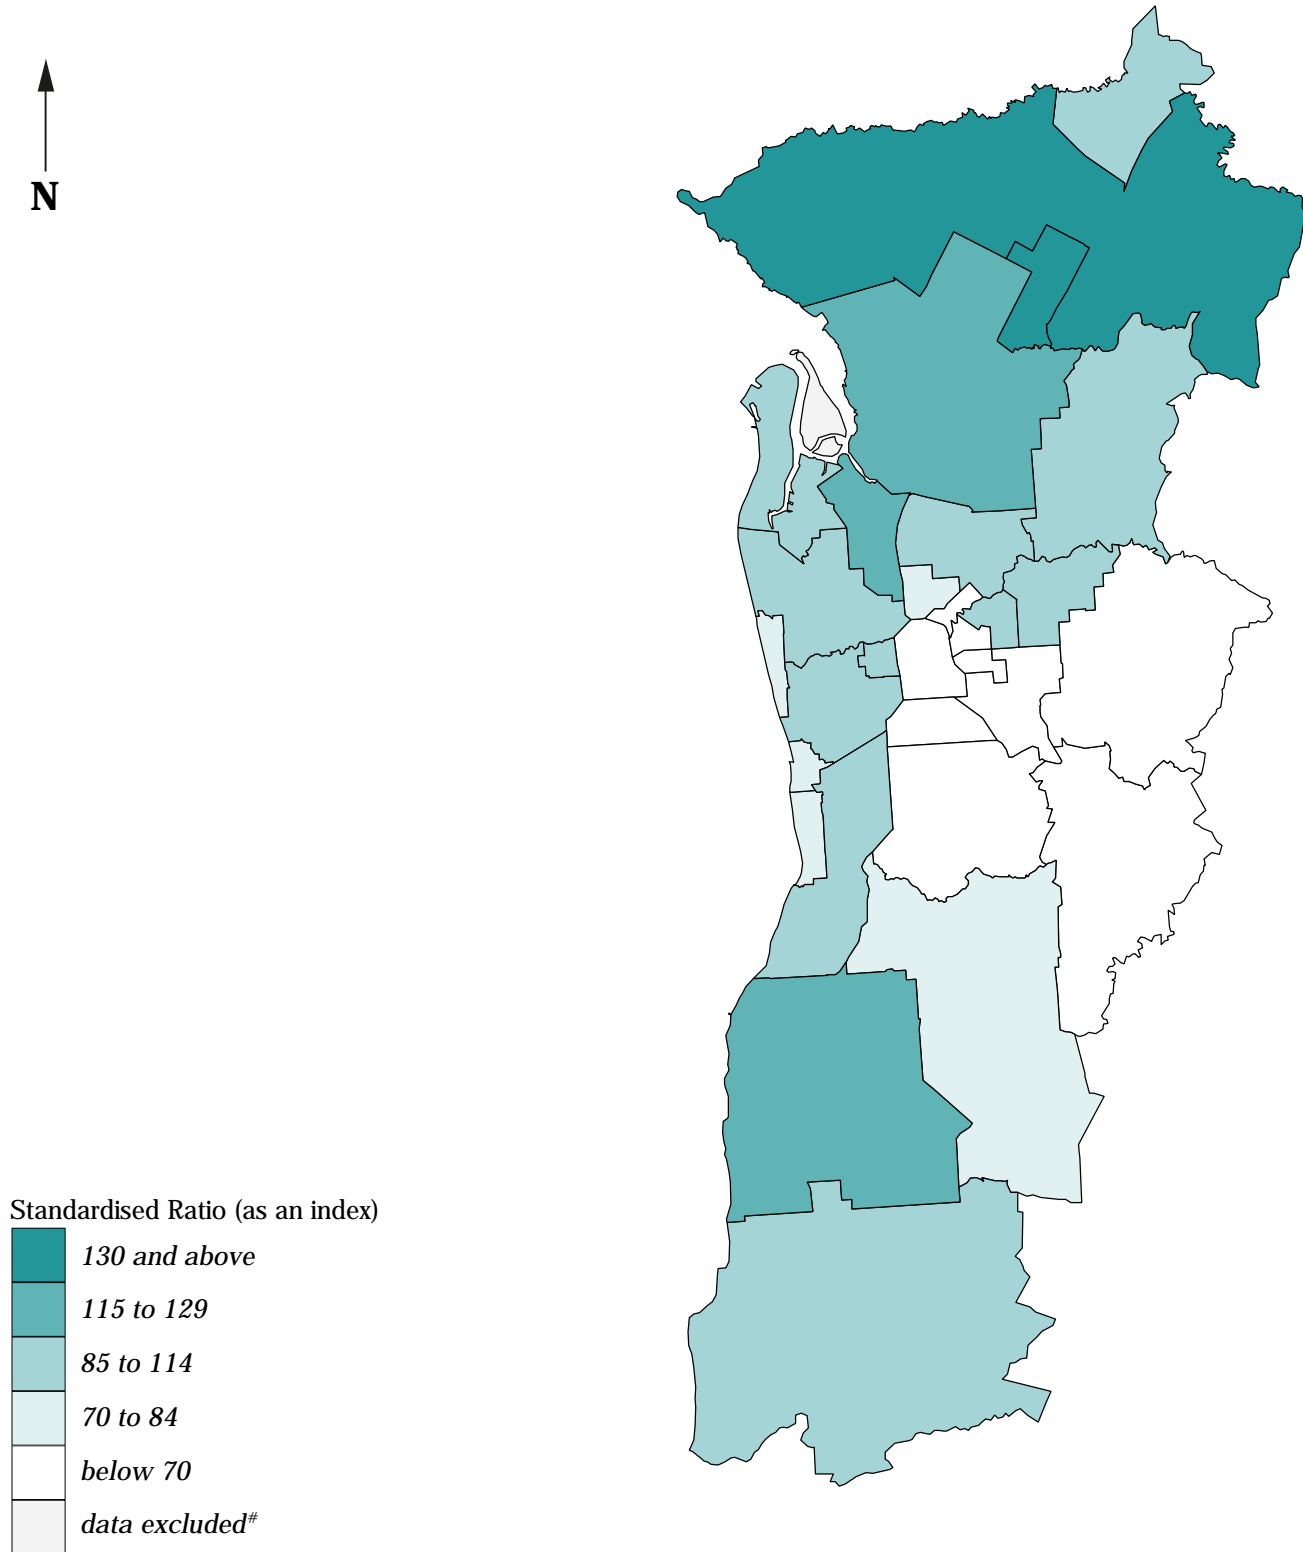 N
Standardised Ratio (as an index)
130 and above
115 to 129
85 to 114
70 to 84
below 70
data excluded#